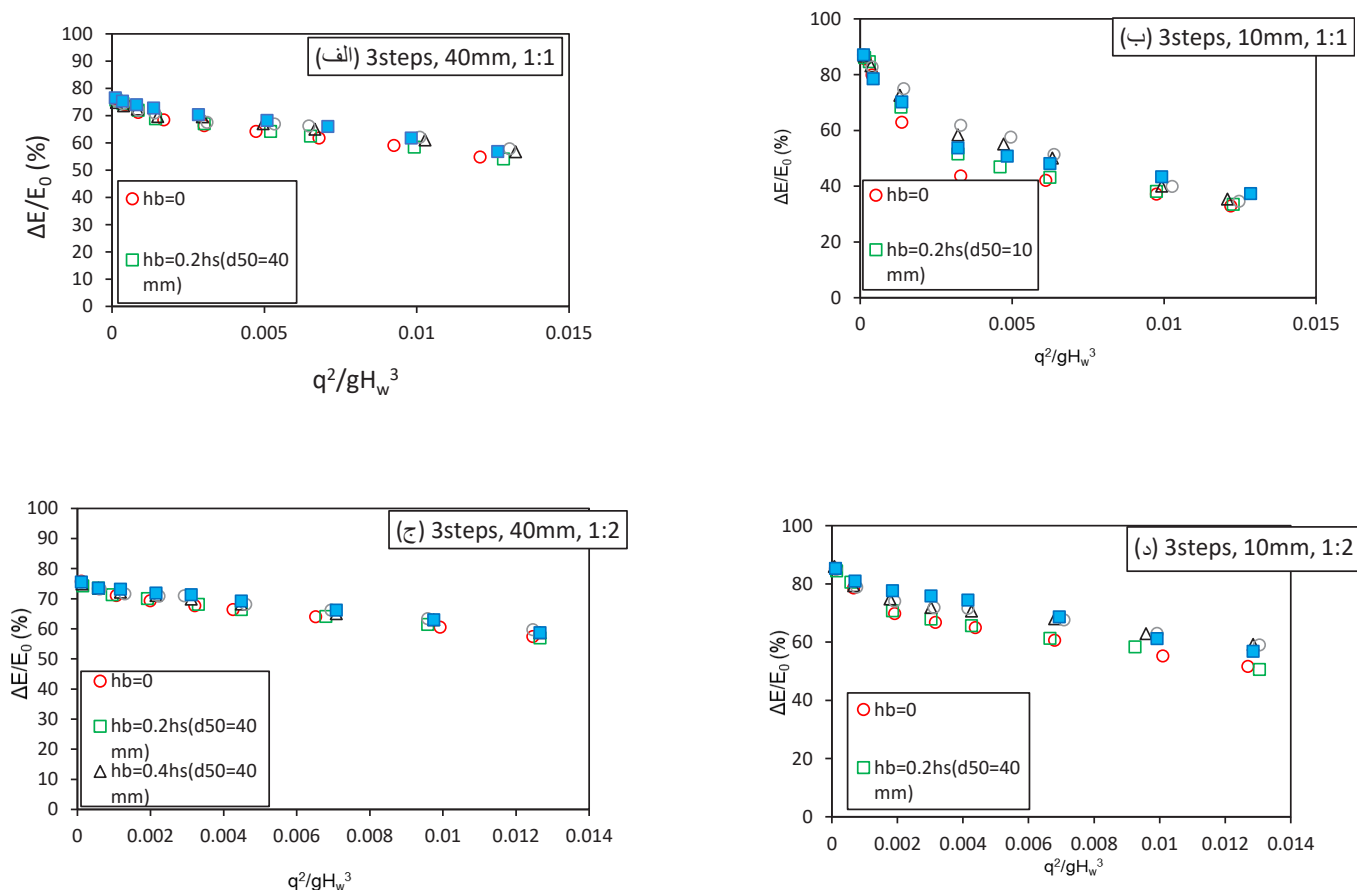 (الف) 3steps, 40mm, 1:1
100
90
80
70
60
50
40
30
20
10
0
ΔE/E₀ (%)
hb=0
hb=0.2hs(d50=40
mm)
0 0.005 0.01 0.015
q²/gH_w³
(ب) 3steps, 10mm, 1:1
100
80
60
40
20
0
ΔE/E₀ (%)
hb=0
hb=0.2hs(d50=10
mm)
0 0.005 0.01 0.015
q²/gH_w³
(ج) 3steps, 40mm, 1:2
100
90
80
70
60
50
40
30
20
10
0
ΔE/E₀ (%)
hb=0
hb=0.2hs(d50=40
mm)
hb=0.4hs(d50=40
mm)
0 0.002 0.004 0.006 0.008 0.01 0.012 0.014
q²/gH_w³
(د) 3steps, 10mm, 1:2
100
80
60
40
20
0
ΔE/E₀ (%)
hb=0
hb=0.2hs(d50=40
mm)
0 0.002 0.004 0.006 0.008 0.01 0.012 0.014
q²/gH_w³